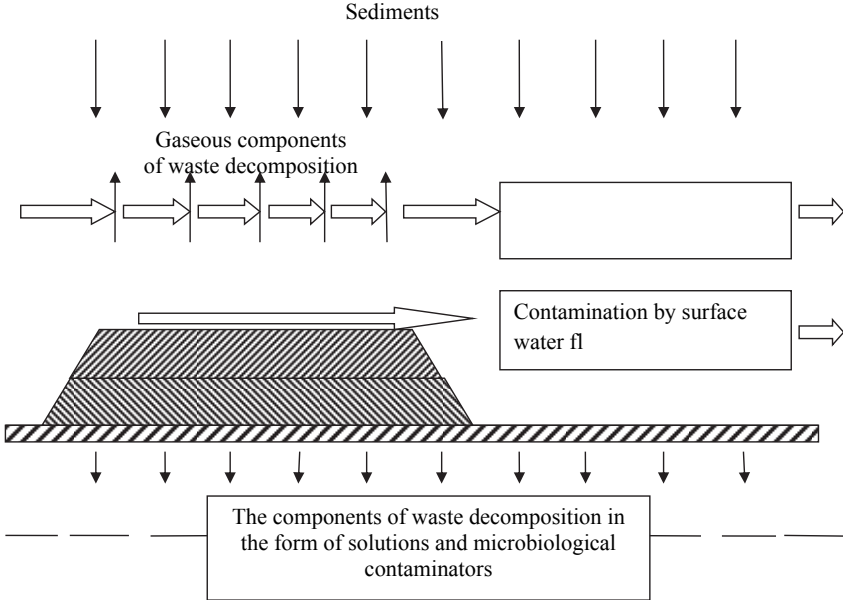 Sediments
Gaseous components
of waste decomposition
Contamination by surface
water fl
The components of waste decomposition in
the form of solutions and microbiological
contaminators